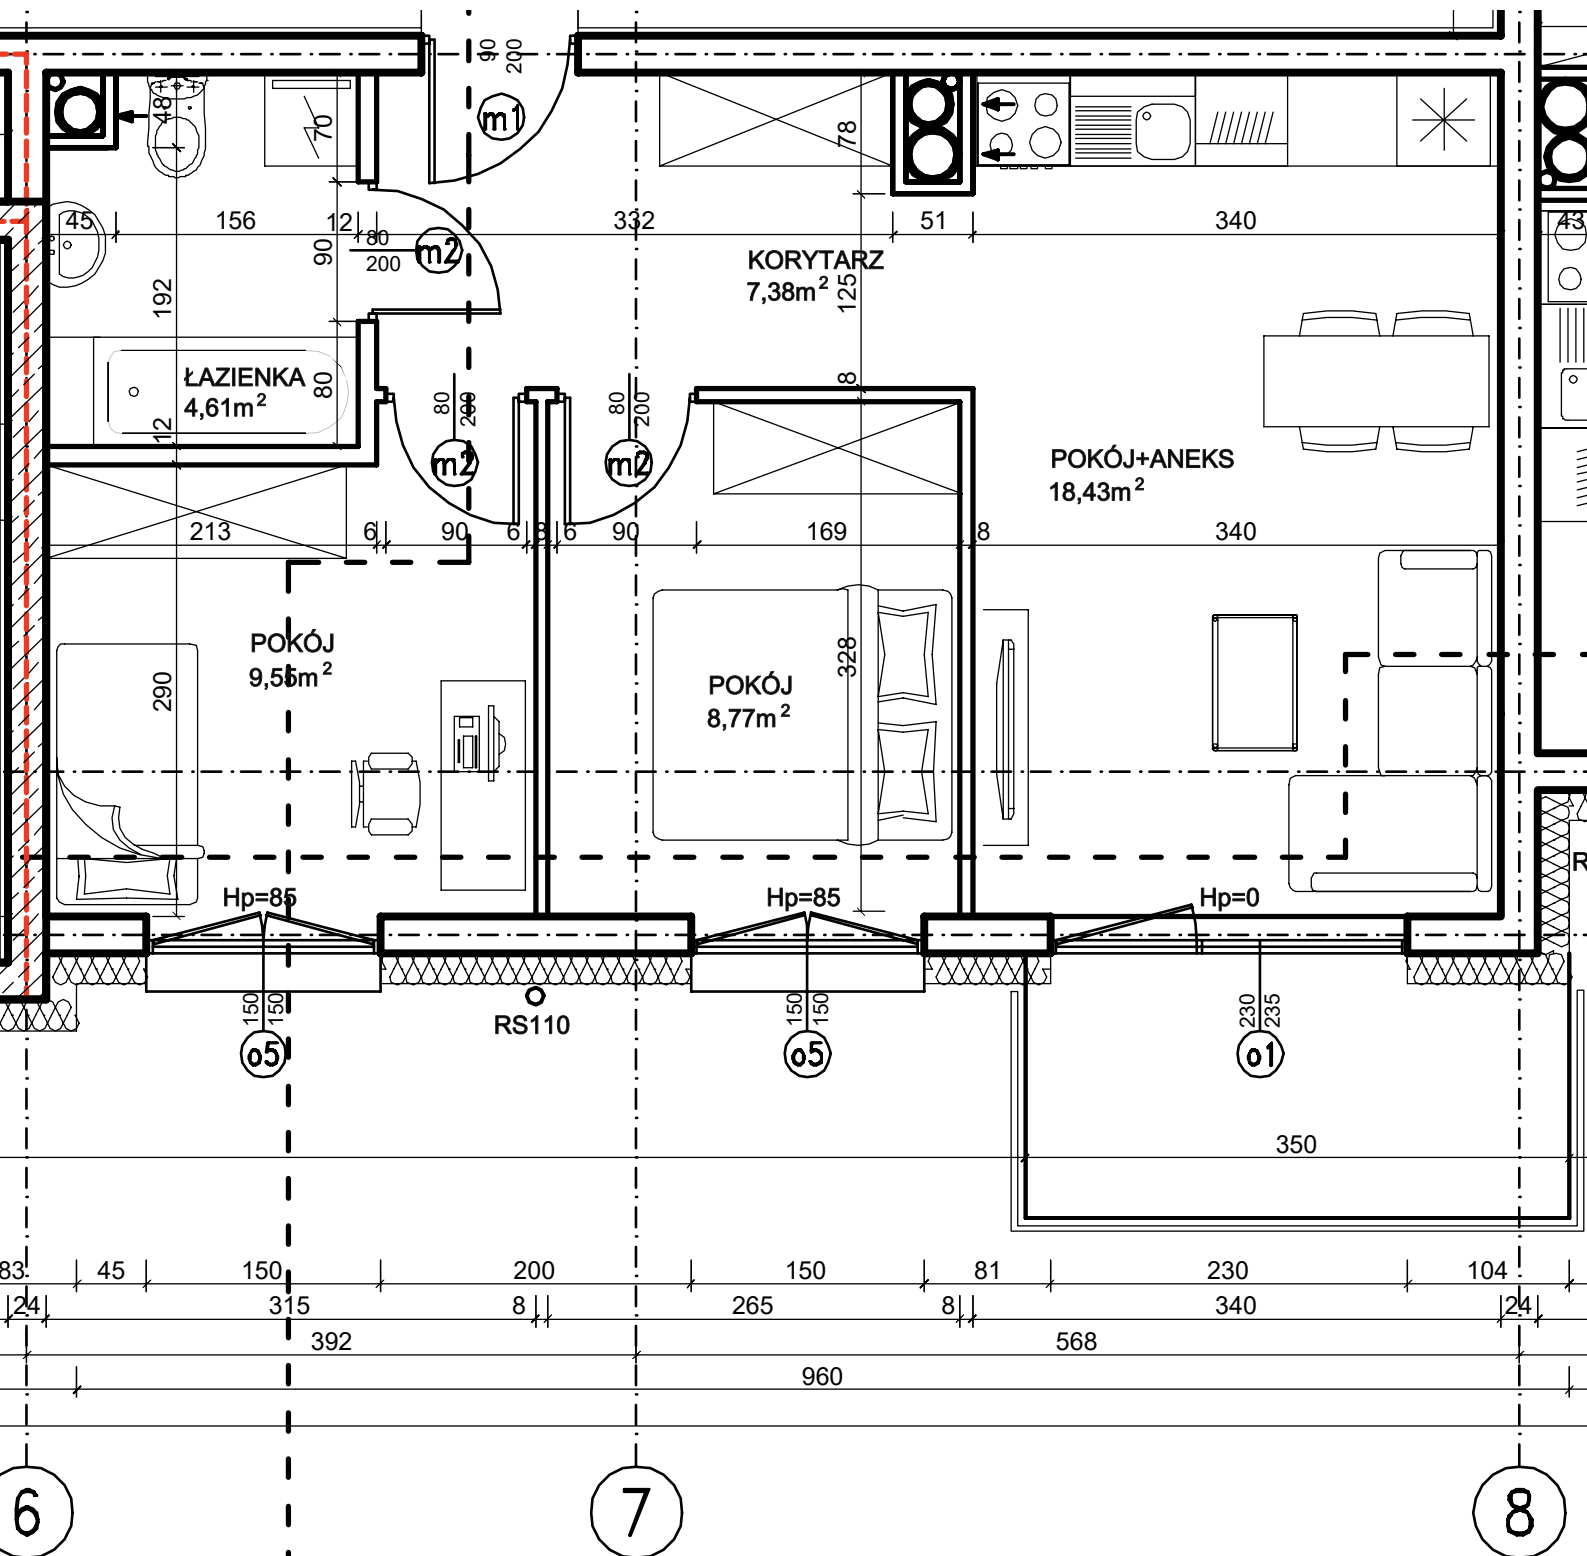 90
200
m1
48
70
78
45
156
12
332
51
340
43
80
200
m2
90
KORYTARZ
7,38m²
125
192
ŁAZIENKA
4,61m²
80
12
8
80
200
m2
80
200
m2
POKÓJ+ANEKS
18,43m²
213
6
90
6
8
6
90
169
8
340
POKÓJ
9,55m²
290
POKÓJ
8,77m²
328
Hp=85
Hp=85
Hp=0
R
150
150
o5
RS110
150
150
o5
230
235
o1
350
83
45
150
200
150
81
230
104
24
315
8
265
8
340
24
392
568
960
6
7
8